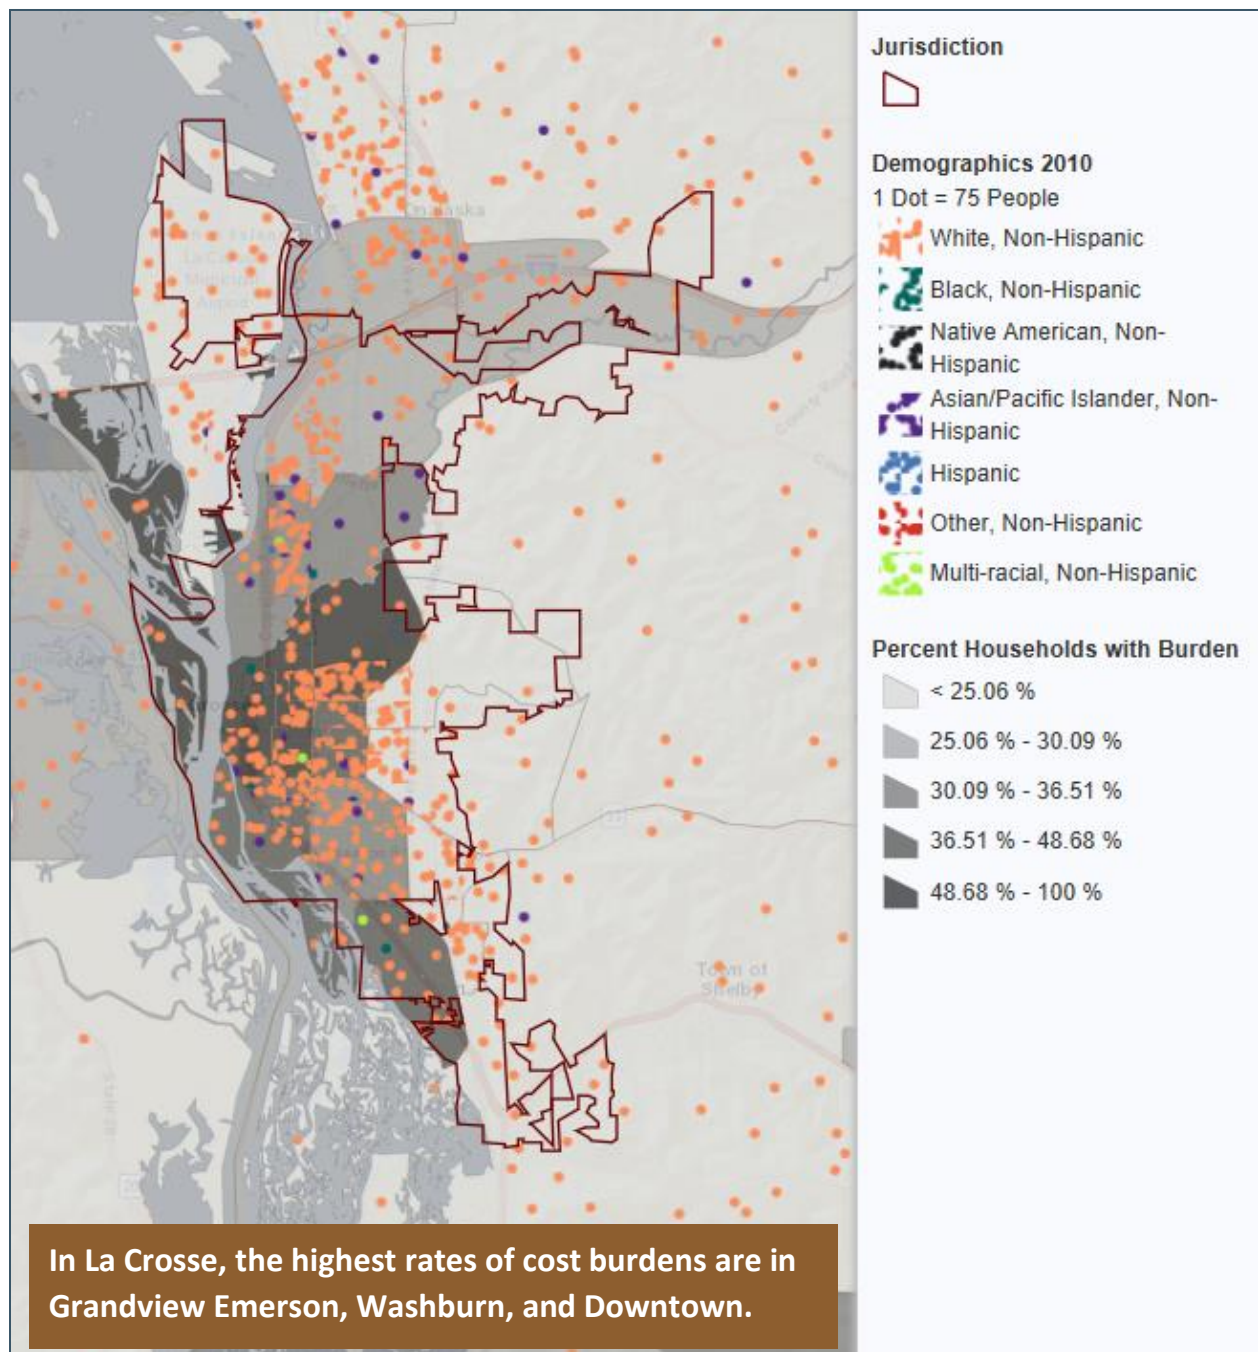 Jurisdiction
Demographics 2010
1 Dot = 75 People
White, Non-Hispanic
Black, Non-Hispanic
Native American, Non-
Hispanic
Asian/Pacific Islander, Non-
Hispanic
Hispanic
Other, Non-Hispanic
Multi-racial, Non-Hispanic
Percent Households with Burden
< 25.06 %
25.06 % - 30.09 %
30.09 % - 36.51 %
36.51 % - 48.68 %
48.68 % - 100 %
Onalaska
Town of
Shelby
In La Crosse, the highest rates of cost burdens are in
Grandview Emerson, Washburn, and Downtown.